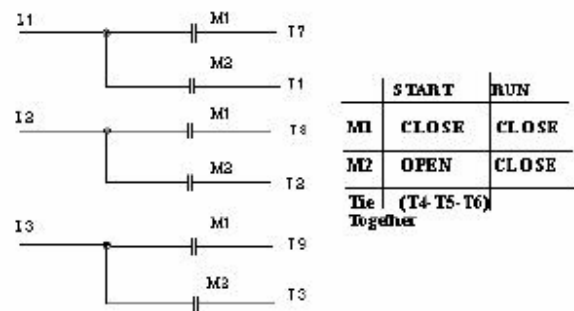 I1
M1
T7
M2
T1
I2
M1
T8
M2
T2
I3
M1
T9
M2
T3
START RUN
M1 CLOSE CLOSE
M2 OPEN CLOSE
Tie (T4-T5-T6)
Together